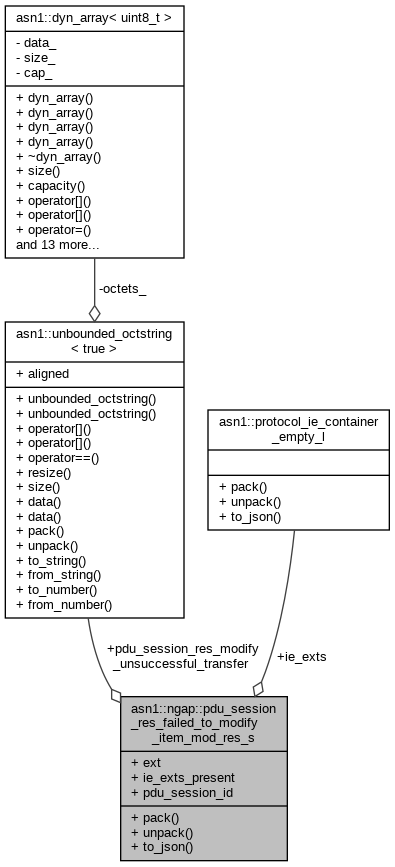 asn1::dyn_array< uint8_t >
- data_
- size_
- cap_
+ dyn_array()
+ dyn_array()
+ dyn_array()
+ dyn_array()
+ ~dyn_array()
+ size()
+ capacity()
+ operator[]()
+ operator[]()
+ operator=()
and 13 more...
-octets_
asn1::unbounded_octstring
< true >
+ aligned
+ unbounded_octstring()
+ unbounded_octstring()
+ operator[]()
+ operator[]()
+ operator==()
+ resize()
+ size()
+ data()
+ data()
+ pack()
+ unpack()
+ to_string()
+ from_string()
+ to_number()
+ from_number()
asn1::protocol_ie_container
_empty_l
+ pack()
+ unpack()
+ to_json()
+pdu_session_res_modify
_unsuccessful_transfer
+ie_exts
asn1::ngap::pdu_session
_res_failed_to_modify
_item_mod_res_s
+ ext
+ ie_exts_present
+ pdu_session_id
+ pack()
+ unpack()
+ to_json()